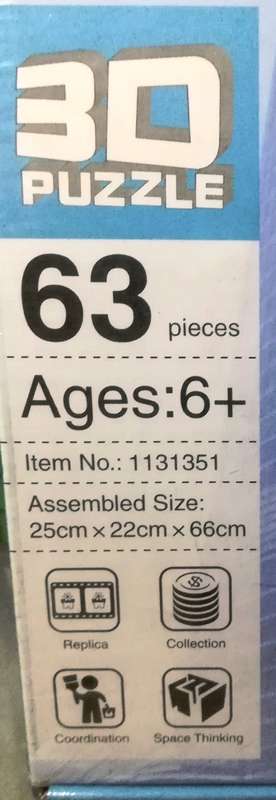 3D
PUZZLE
63 pieces
Ages:6+
Item No.: 1131351
Assembled Size:
25cm×22cm×66cm
Replica Collection
Coordination Space Thinking